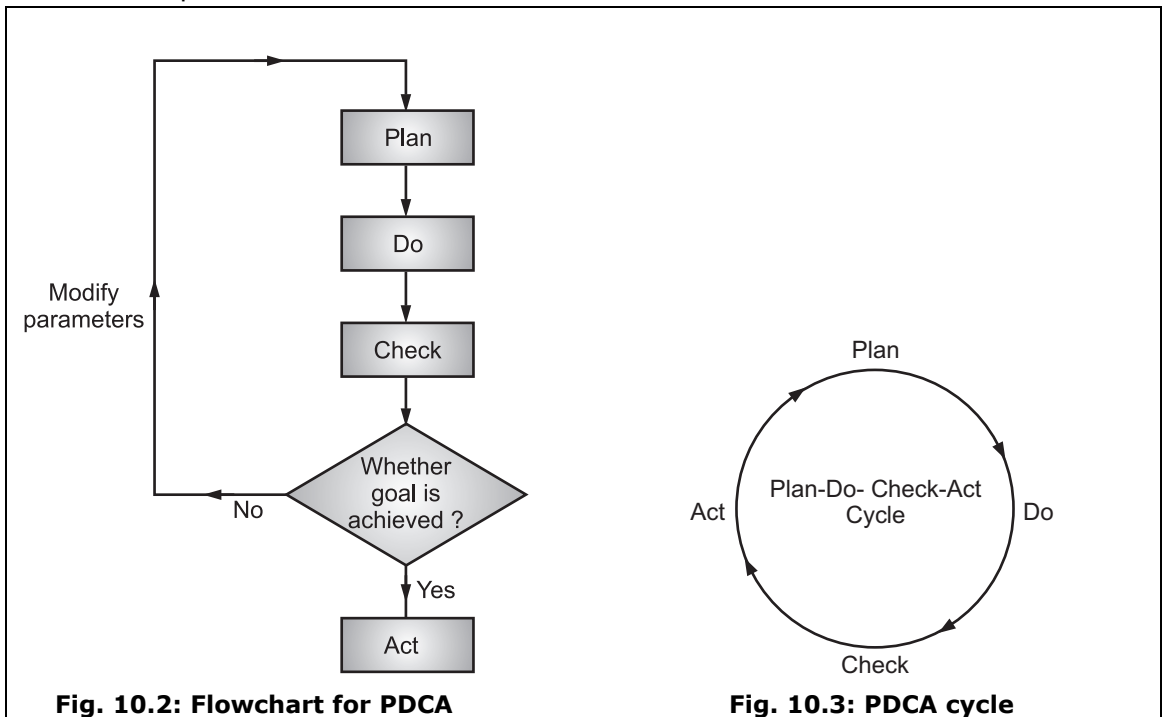 Plan
Do
Check
Modify
parameters
Whether
goal is
achieved ?
No
Yes
Act
Fig. 10.2: Flowchart for PDCA
Plan
Plan-Do- Check-Act
Cycle
Act
Do
Check
Fig. 10.3: PDCA cycle